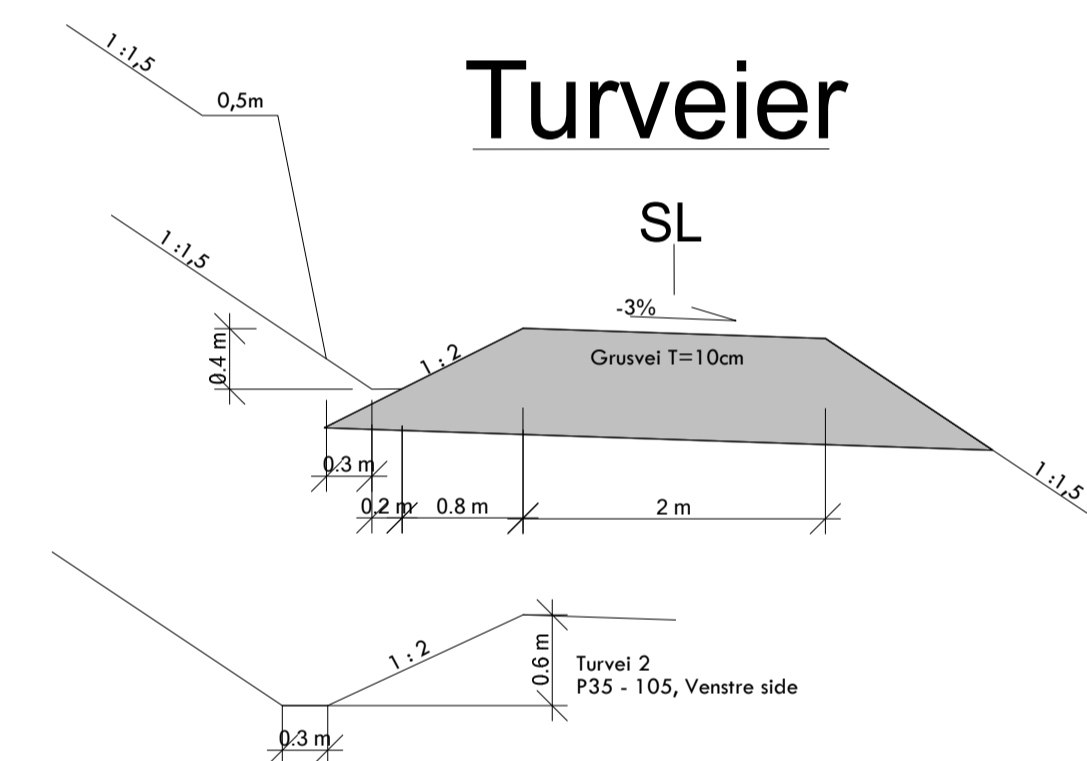 1 :1,5
0,5m
Turveier
SL
1 :1,5
-3%
0.4 m
1 : 2
Grusvei T=10cm
0.3 m
1 :1,5
0.2 m
0.8 m
2 m
1 : 2
0.6 m
Turvei 2
P35 - 105, Venstre side
0.3 m